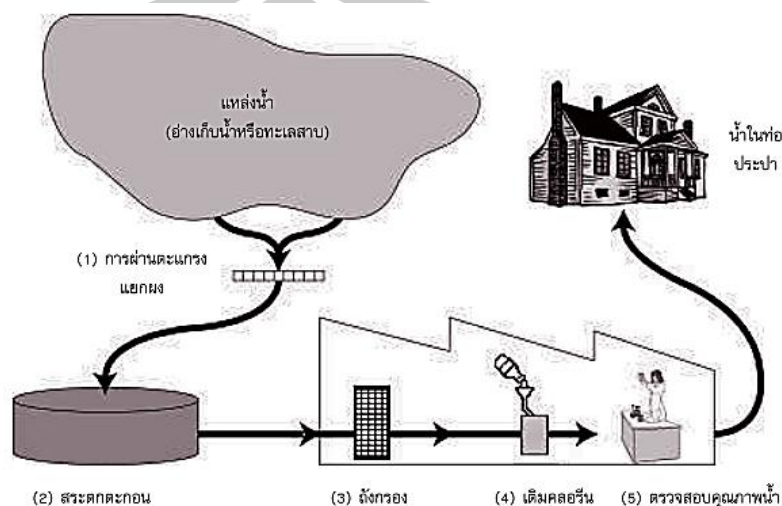 แหล่งน้ำ
(อ่างเก็บน้ำหรือทะเลสาบ)
น้ำในท่อ
ประปา
(1) การผ่านตะแกรง
แยกผง
(2) สระตกตะกอน
(3) ถังกรอง
(4) เติมคลอรีน
(5) ตรวจสอบคุณภาพน้ำ